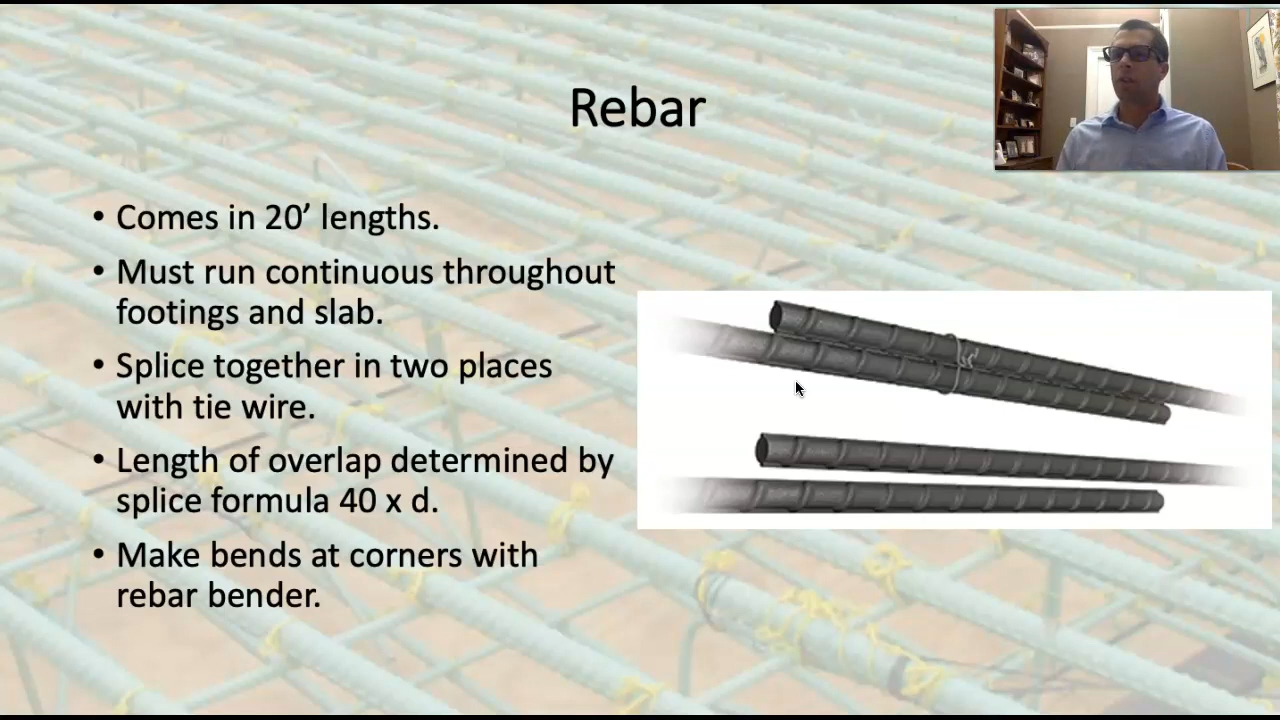 Rebar
• Comes in 20’ lengths.
• Must run continuous throughout
footings and slab.
• Splice together in two places
with tie wire.
• Length of overlap determined by
splice formula 40 x d.
• Make bends at corners with
rebar bender.